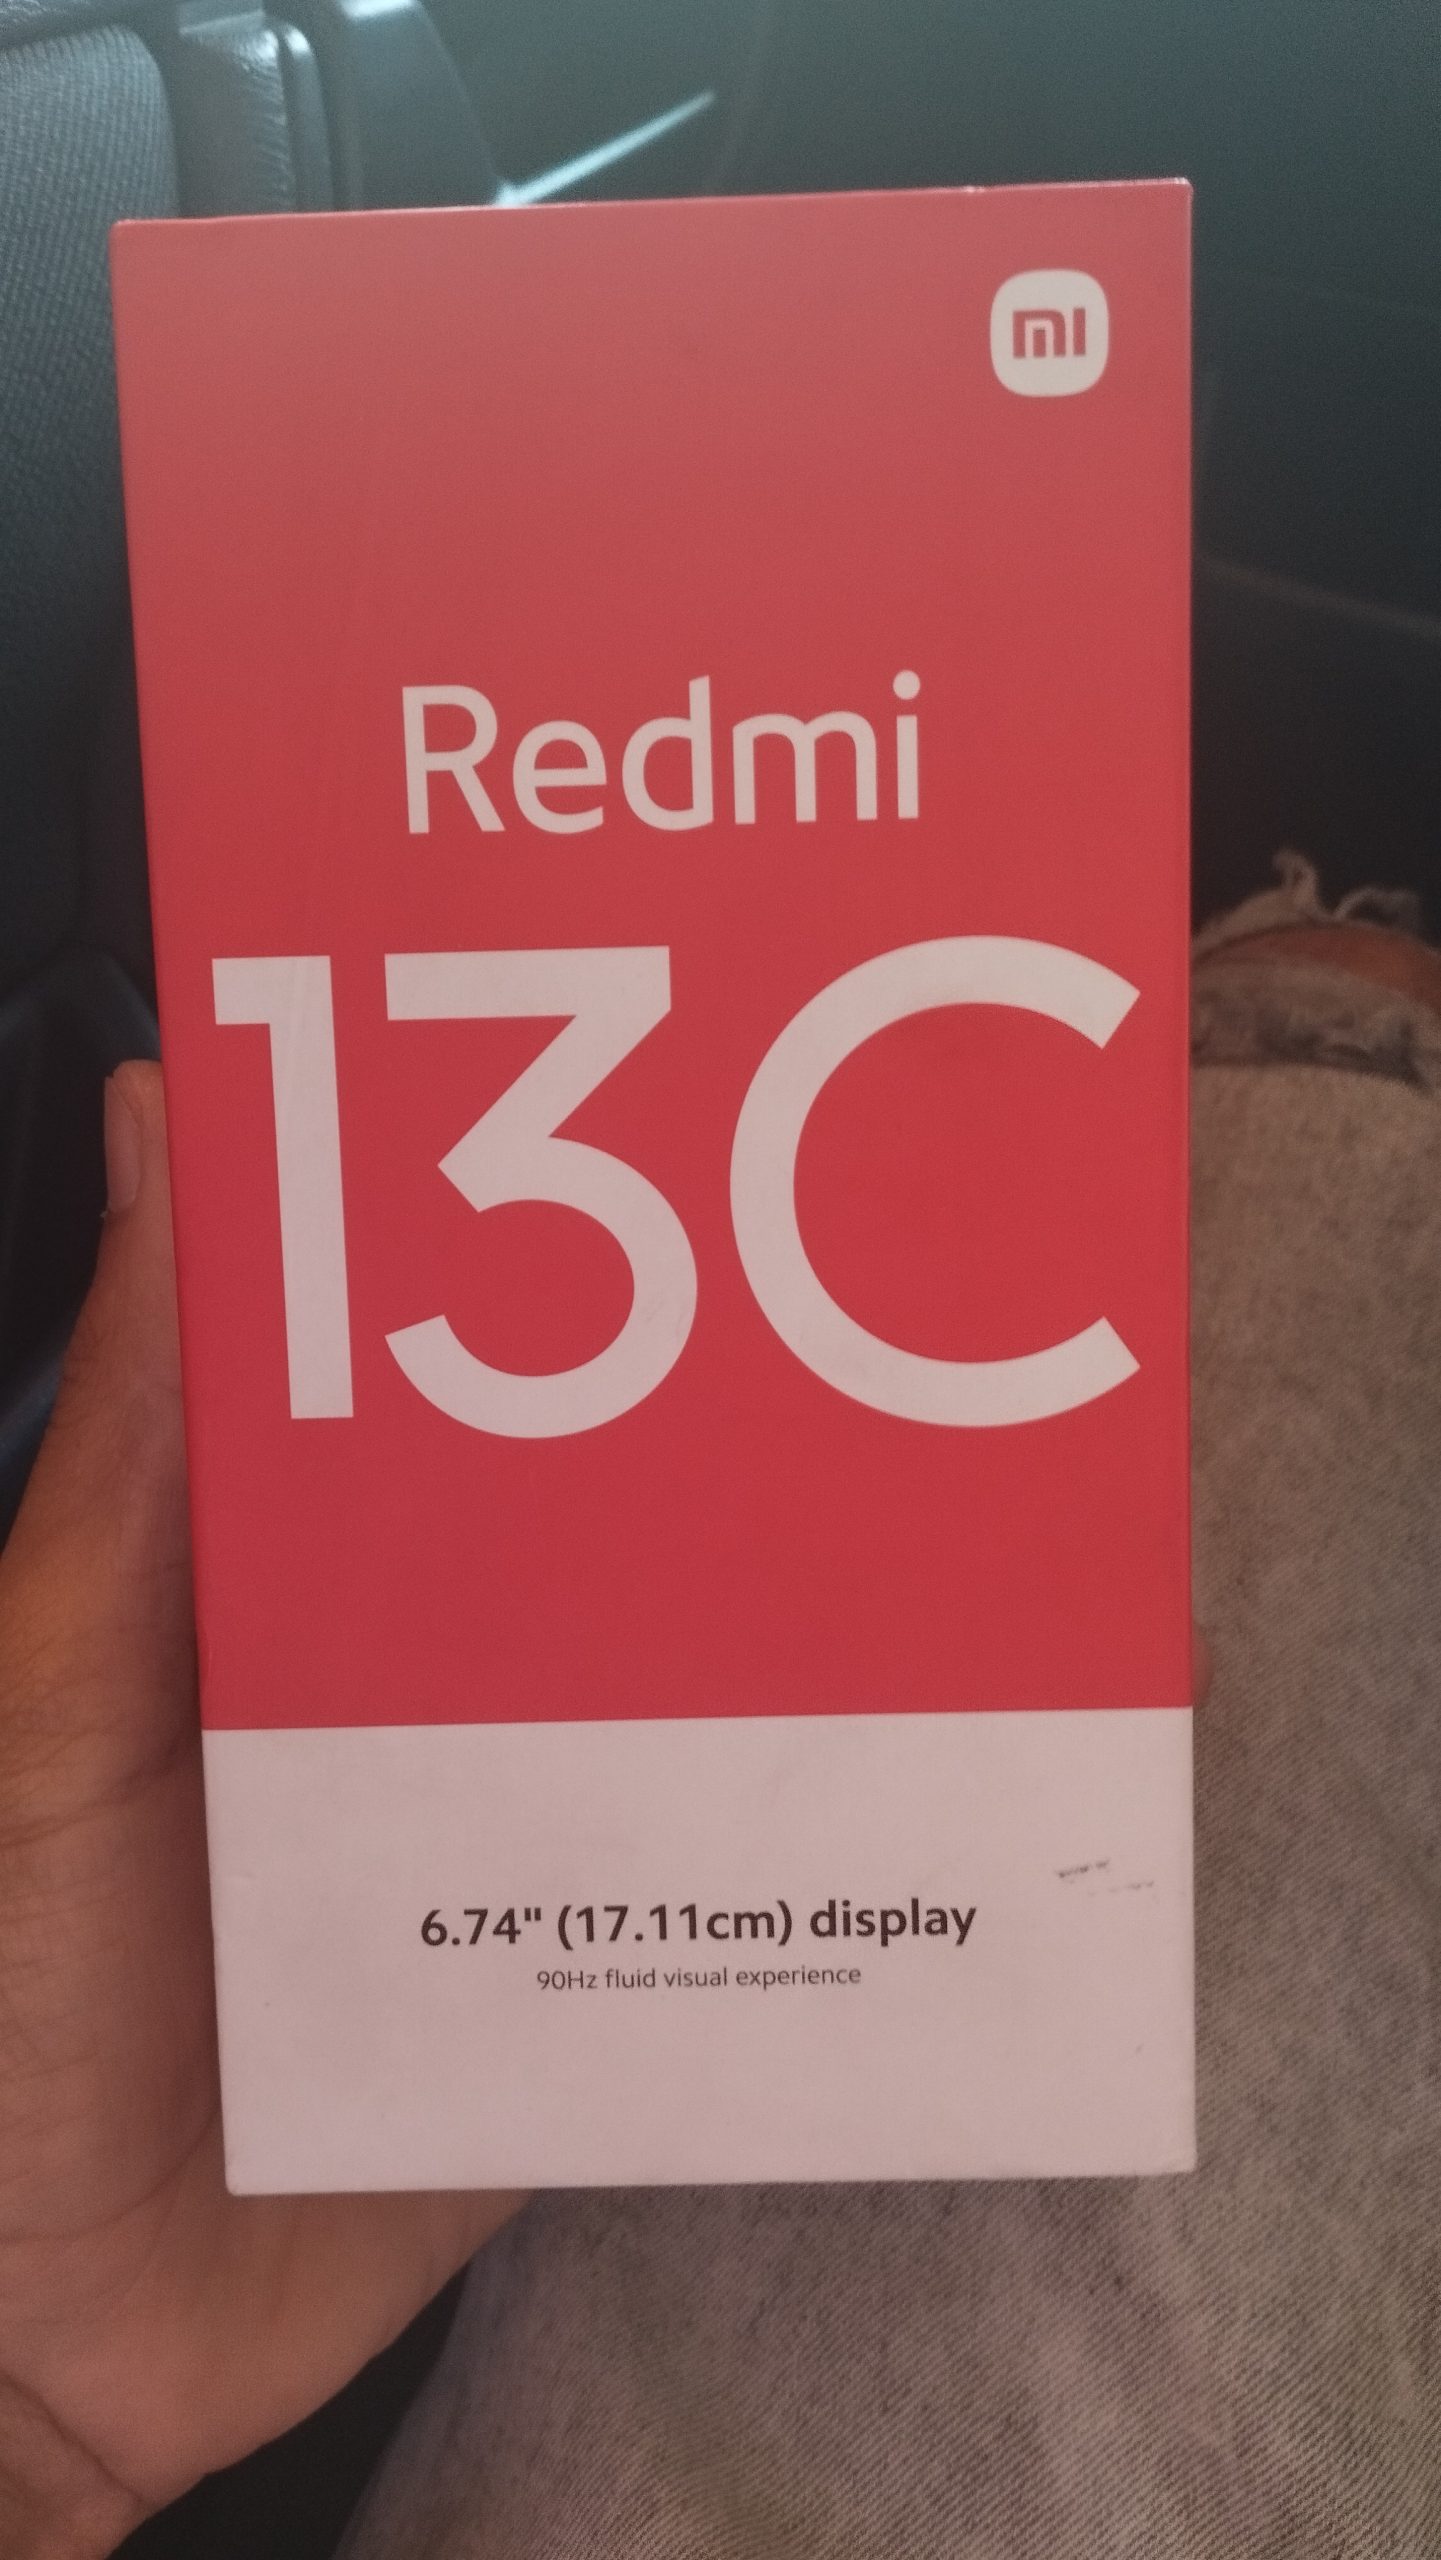 mi
Redmi
13C
6.74" (17.11cm) display
90Hz fluid visual experience